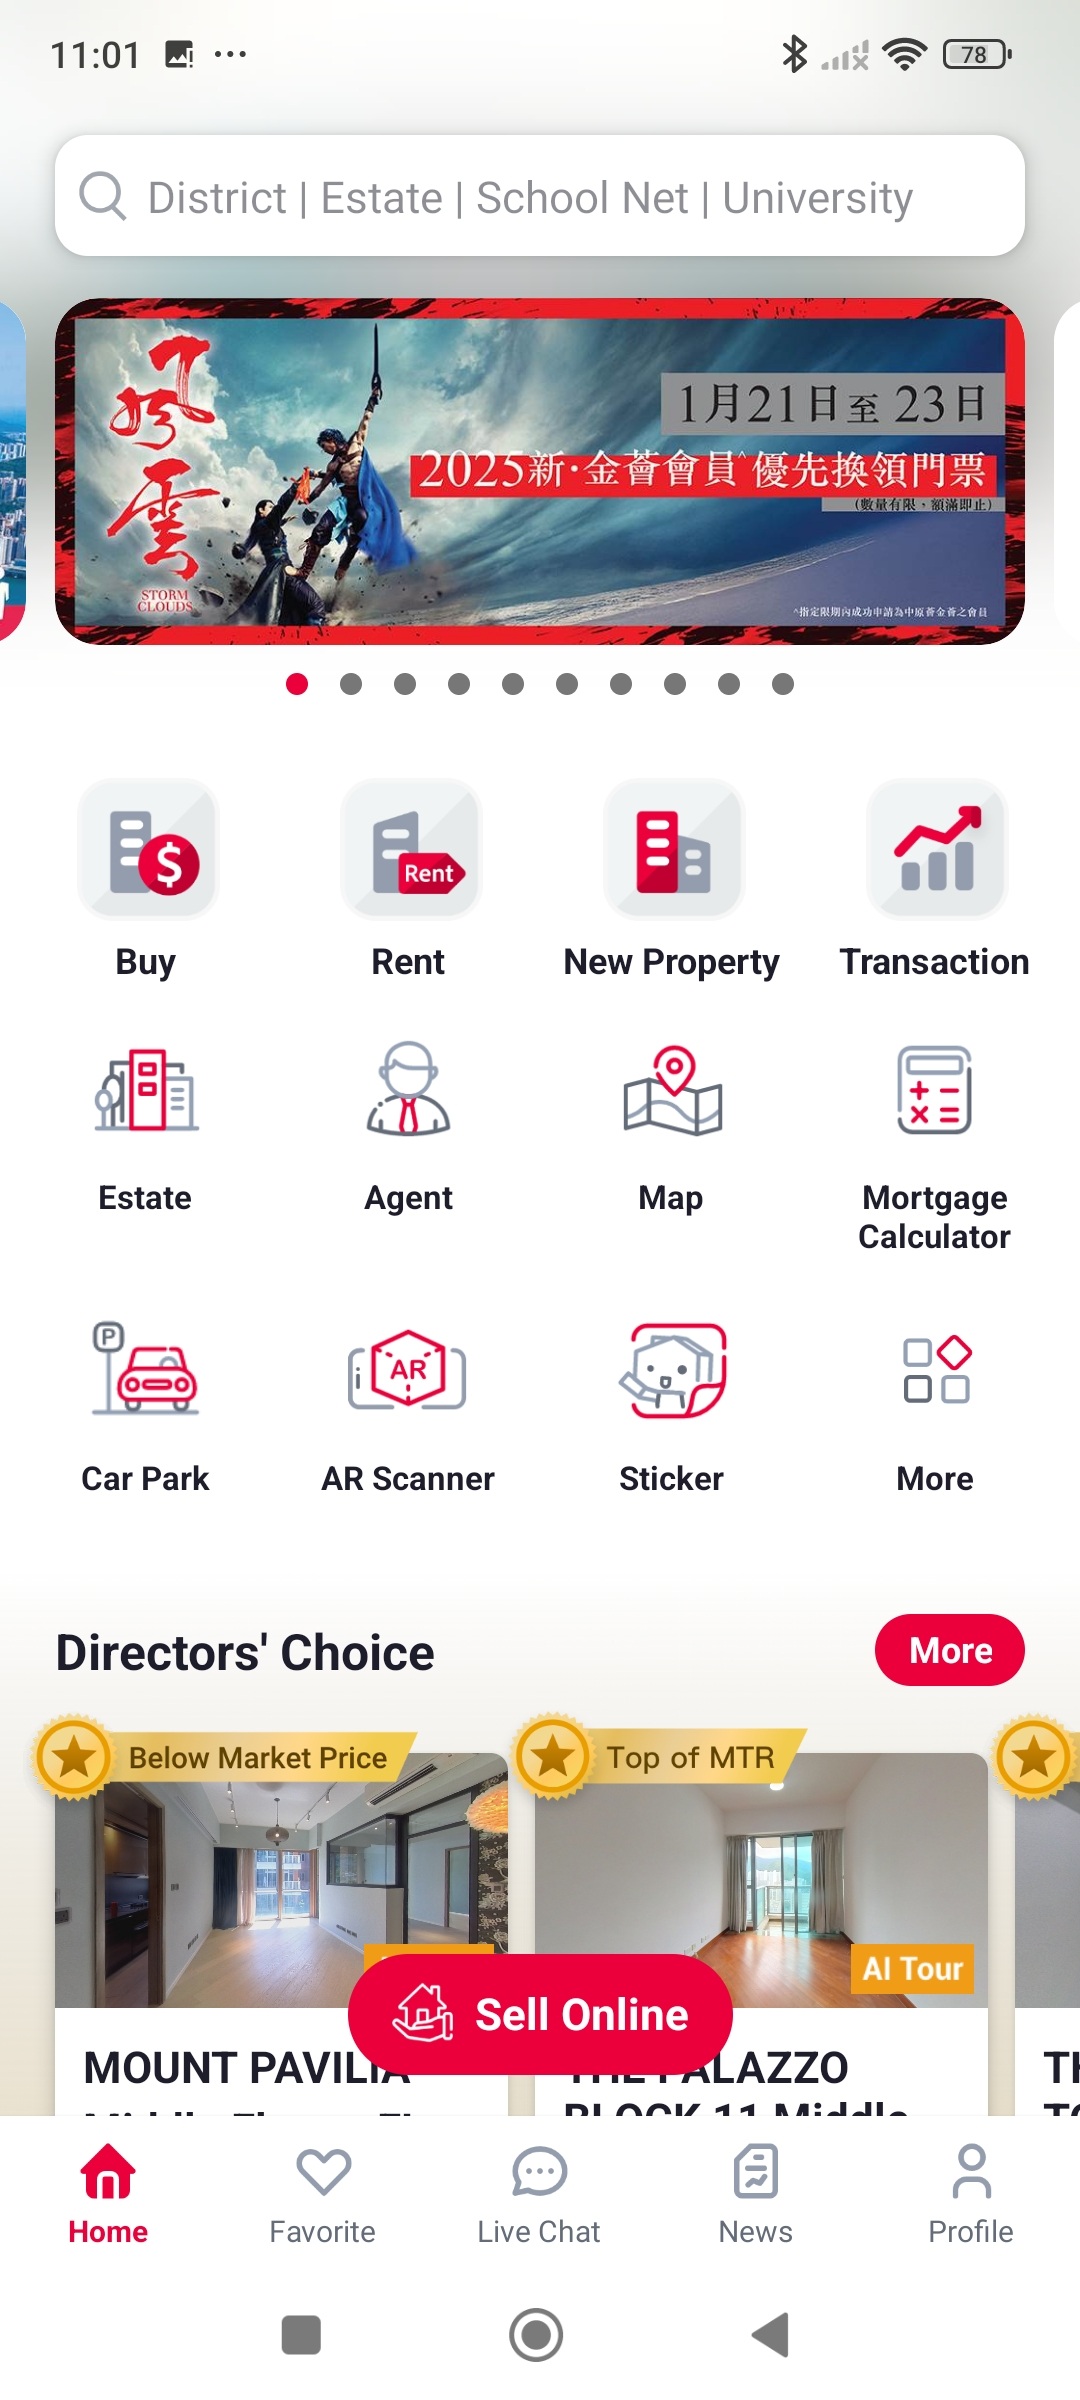 11:01
78
District | Estate | School Net | University
風雲
STORM
CLOUDS
1月21日至 23日
2025新·金薈會員^優先換領門票
(數量有限，額滿即止)
^指定限期內成功申請為中原薈金薈之會員
$
Rent
Buy
Rent
New Property
Transaction
Estate
Agent
Map
Mortgage
Calculator
P
AR
Car Park
AR Scanner
Sticker
More
Directors' Choice
More
Below Market Price
Top of MTR
AI Tour
Sell Online
MOUNT PAVILIA
THE PALAZZO
BLOCK 11 Middle
Home
Favorite
Live Chat
News
Profile